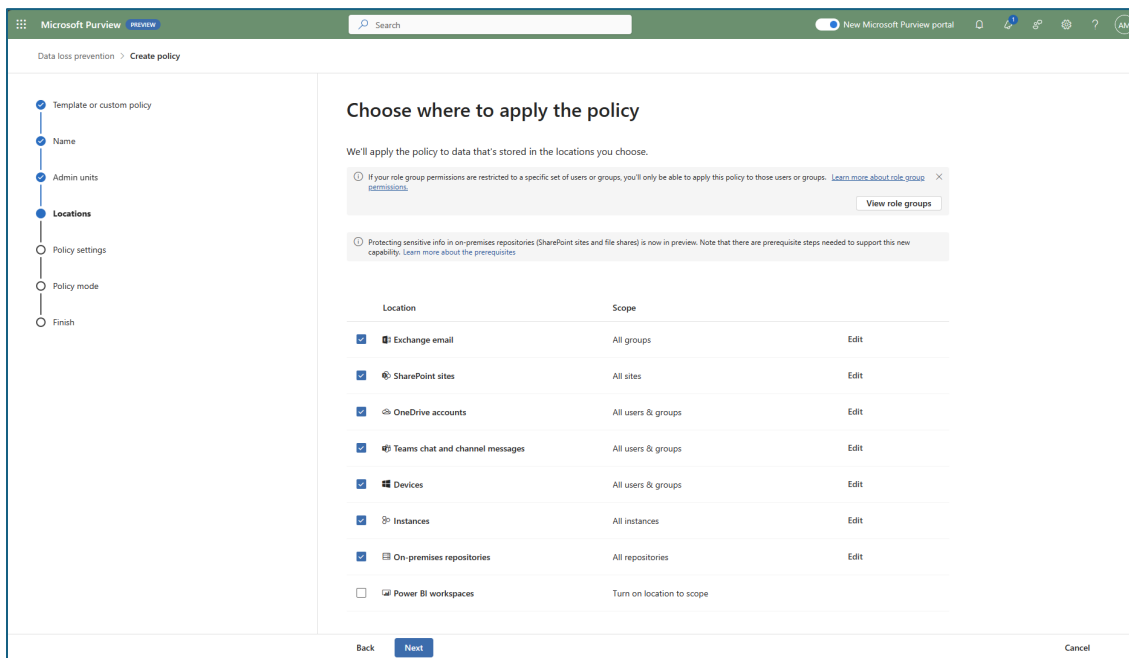 Microsoft Purview PREVIEW Search New Microsoft Purview portal 1 ? AM
Data loss prevention > Create policy
Template or custom policy
Name
Admin units
Locations
Policy settings
Policy mode
Finish
Choose where to apply the policy
We'll apply the policy to data that's stored in the locations you choose.
If your role group permissions are restricted to a specific set of users or groups, you'll only be able to apply this policy to those users or groups. Learn more about role group
permissions.
View role groups
Protecting sensitive info in on-premises repositories (SharePoint sites and file shares) is now in preview. Note that there are prerequisite steps needed to support this new
capability. Learn more about the prerequisites
Location Scope
Exchange email All groups Edit
SharePoint sites All sites Edit
OneDrive accounts All users & groups Edit
Teams chat and channel messages All users & groups Edit
Devices All users & groups Edit
Instances All instances Edit
On-premises repositories All repositories Edit
Power BI workspaces Turn on location to scope
Back Next Cancel